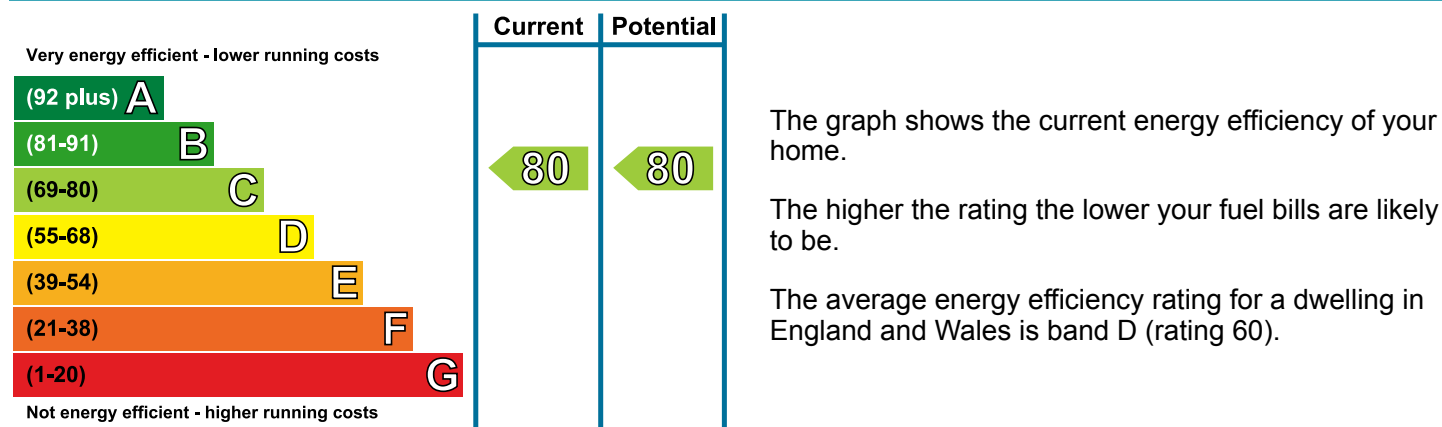 Current Potential
Very energy efficient - lower running costs
(92 plus) A
(81-91) B
(69-80) C
(55-68) D
(39-54) E
(21-38) F
(1-20) G
Not energy efficient - higher running costs
80 80
The graph shows the current energy efficiency of your
home.
The higher the rating the lower your fuel bills are likely
to be.
The average energy efficiency rating for a dwelling in
England and Wales is band D (rating 60).